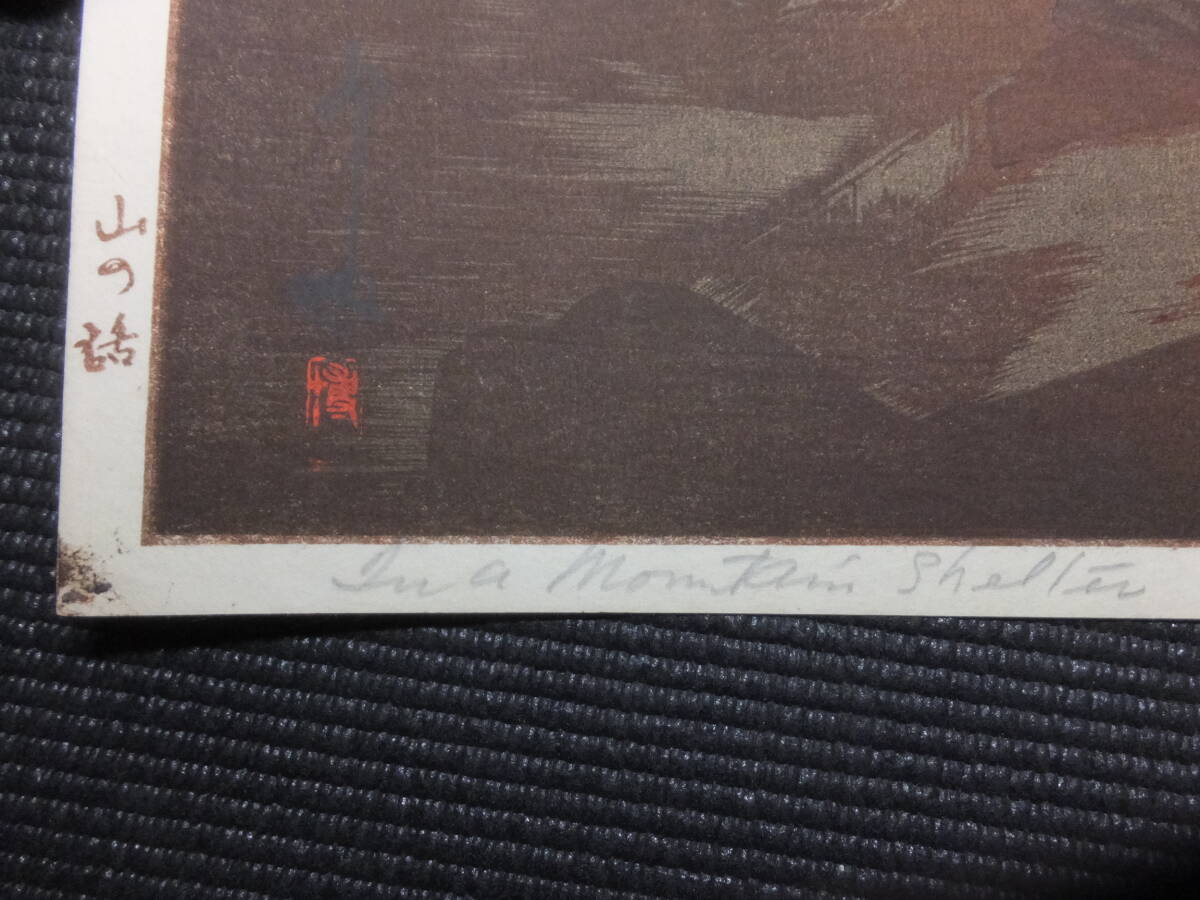 山の話
In a Mountain Shelter